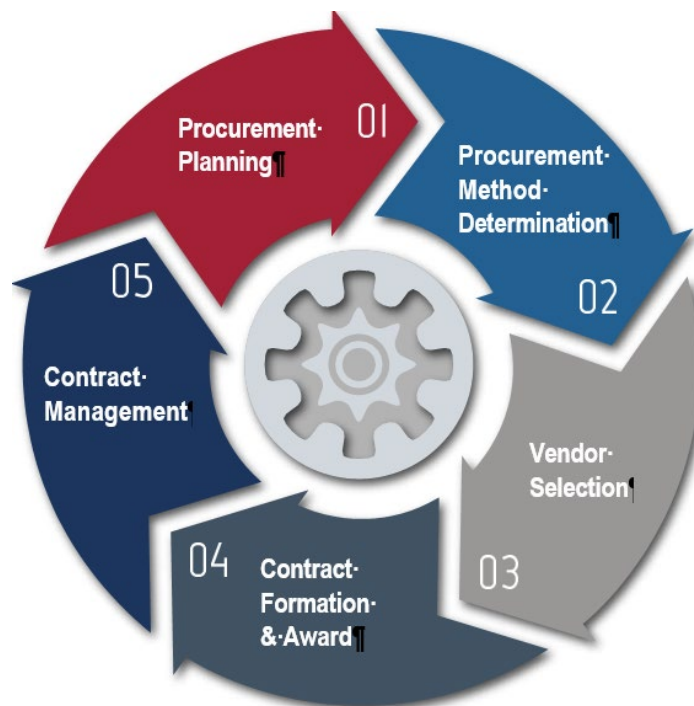 Procurement·
Planning¶
01
Procurement·
Method·
Determination¶
02
Vendor·
Selection¶
03
04
Contract·
Formation·
&·Award¶
05
Contract·
Management¶